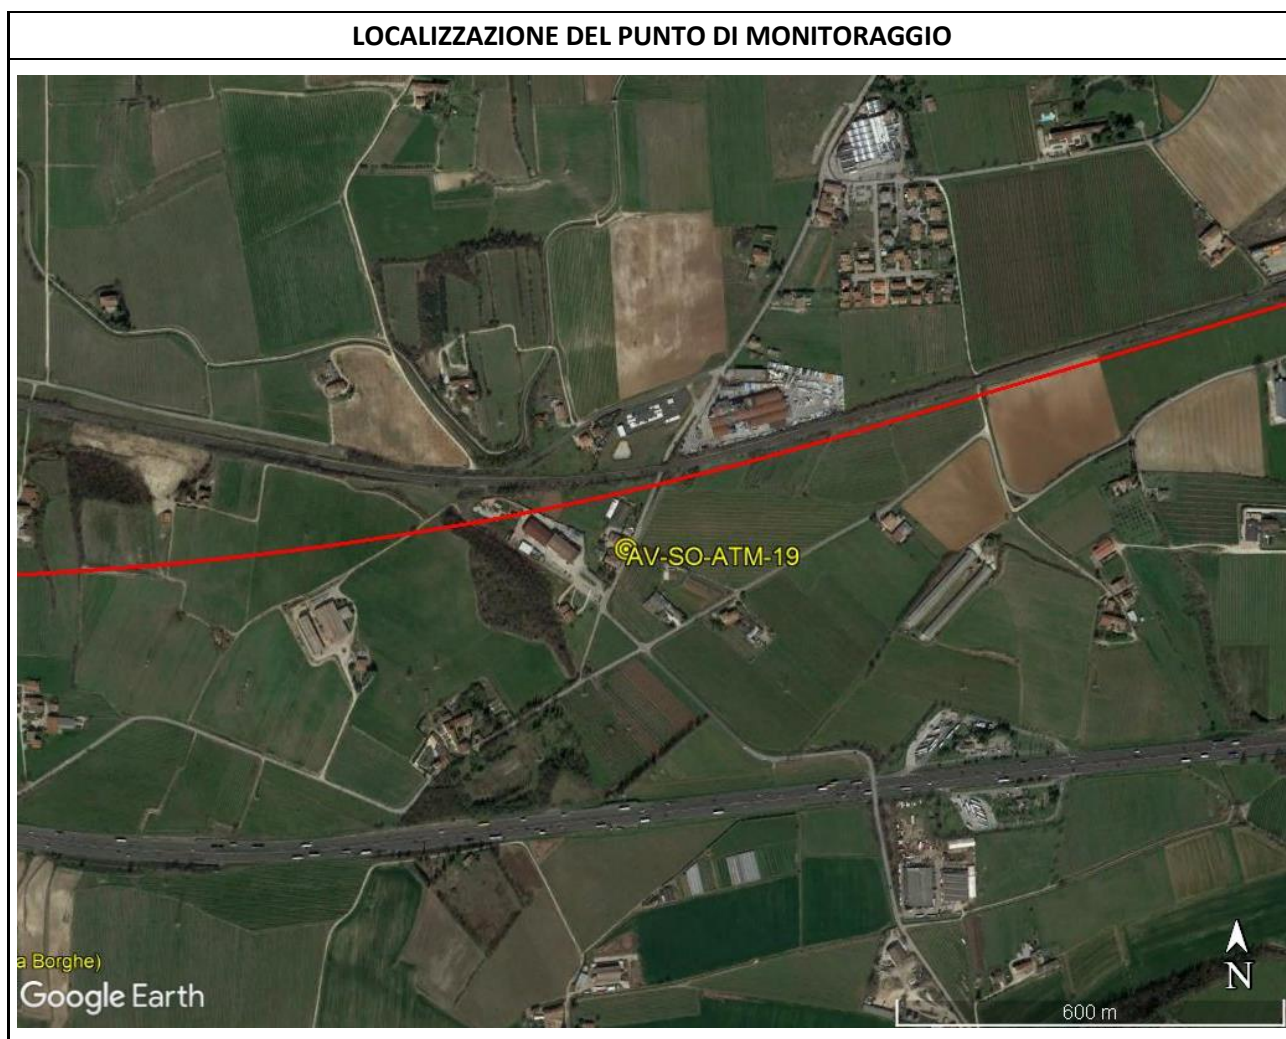 LOCALIZZAZIONE DEL PUNTO DI MONITORAGGIO
AV-SO-ATM-19
a Borghe)
Google Earth
N
600 m